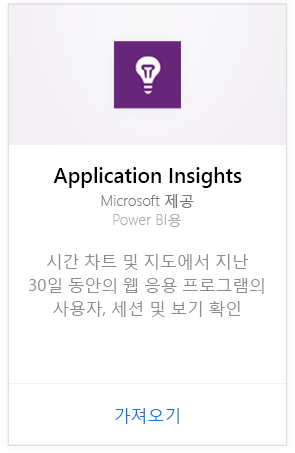 Application Insights
Microsoft 제공
Power BI용
시간 차트 및 지도에서 지난
30일 동안의 웹 응용 프로그램의
사용자, 세션 및 보기 확인
가져오기